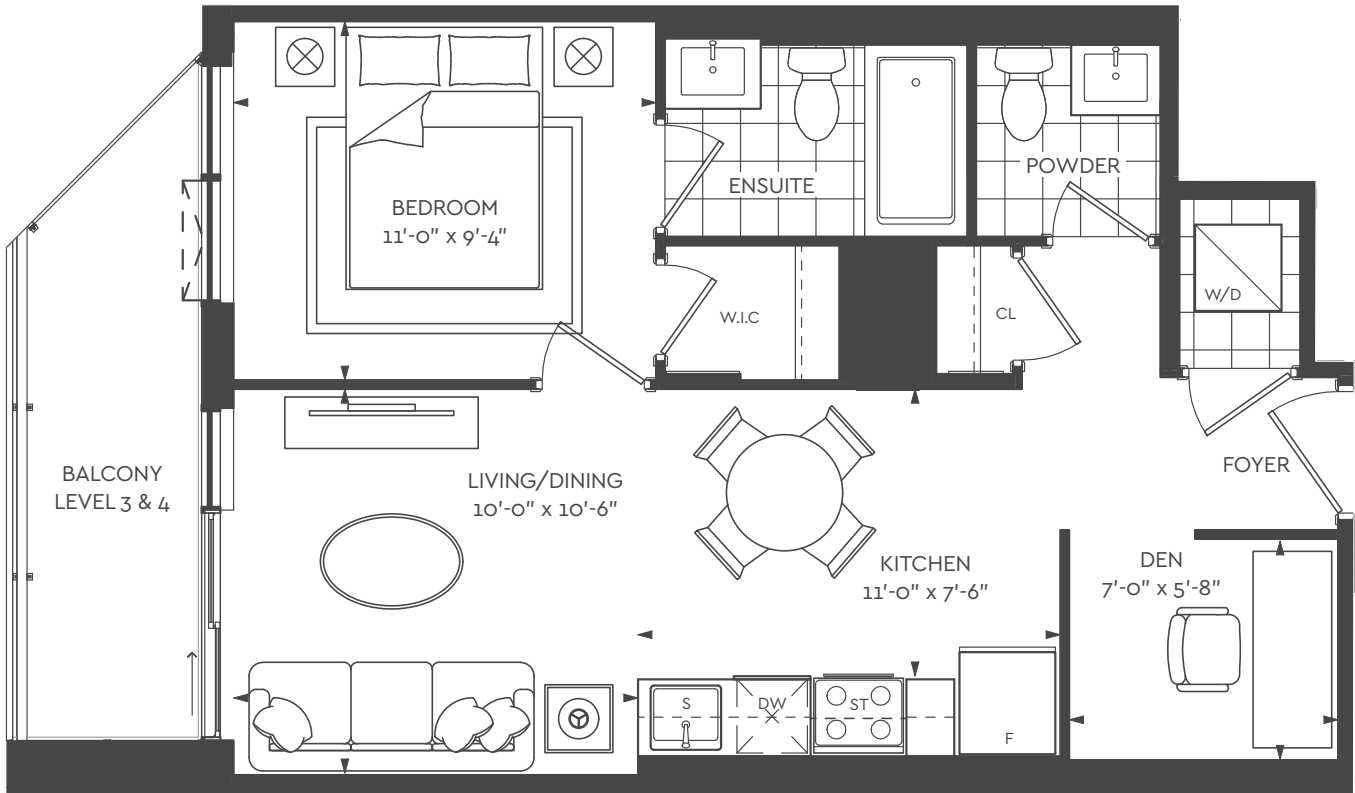 BEDROOM
11'-0" x 9'-4"
ENSUITE
POWDER
W.I.C
CL
W/D
BALCONY
LEVEL 3 & 4
LIVING/DINING
10'-0" x 10'-6"
KITCHEN
11'-0" x 7'-6"
FOYER
DEN
7'-0" x 5'-8"
S
DW
ST
F